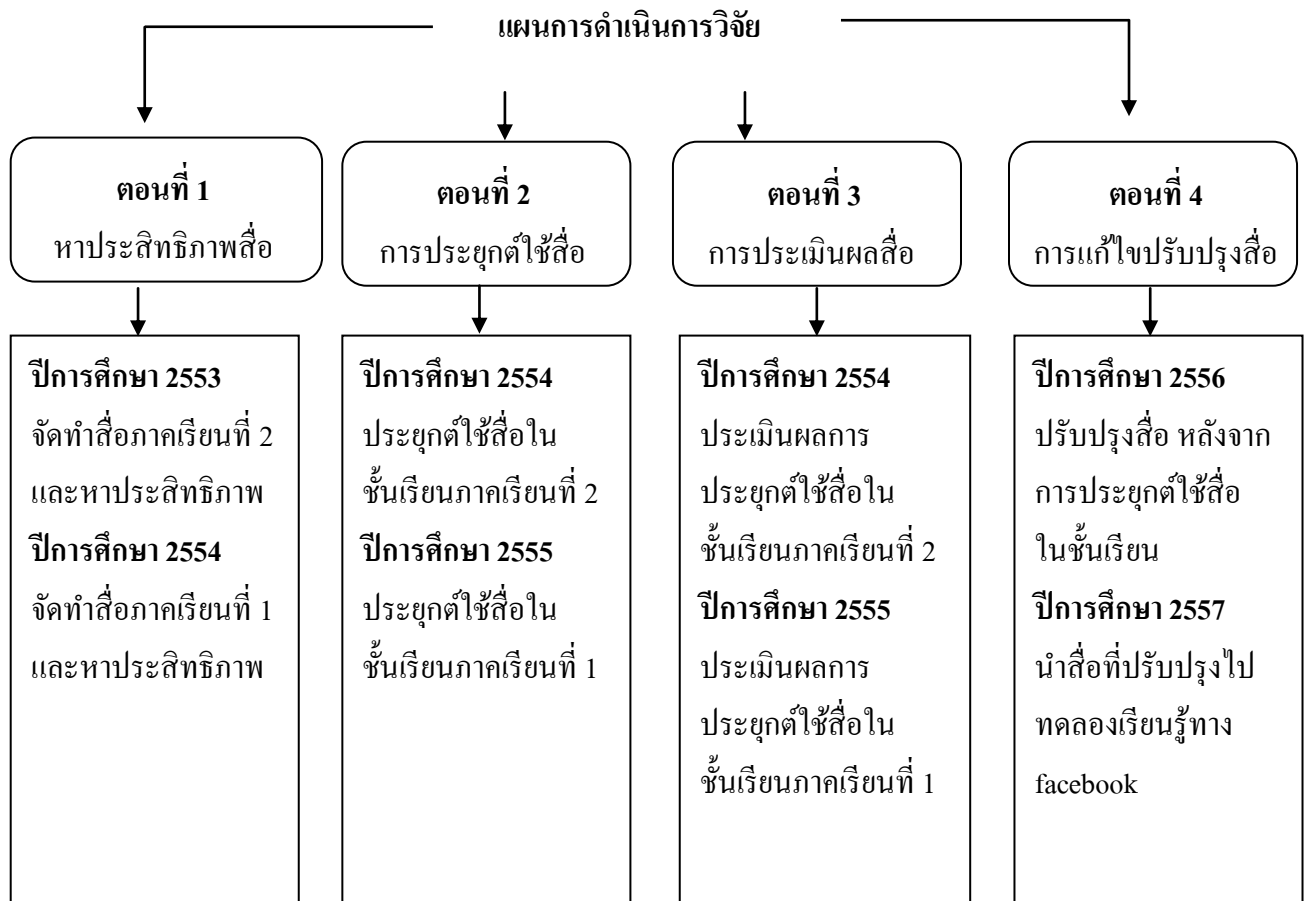 แผนการดำเนินการวิจัย
ตอนที่ 1
หาประสิทธิภาพสื่อ
ตอนที่ 2
การประยุกต์ใช้สื่อ
ตอนที่ 3
การประเมินผลสื่อ
ตอนที่ 4
การแก้ไขปรับปรุงสื่อ
ปีการศึกษา 2553
จัดทำสื่อภาคเรียนที่ 2
และหาประสิทธิภาพ
ปีการศึกษา 2554
จัดทำสื่อภาคเรียนที่ 1
และหาประสิทธิภาพ
ปีการศึกษา 2554
ประยุกต์ใช้สื่อใน
ชั้นเรียนภาคเรียนที่ 2
ปีการศึกษา 2555
ประยุกต์ใช้สื่อใน
ชั้นเรียนภาคเรียนที่ 1
ปีการศึกษา 2554
ประเมินผลการ
ประยุกต์ใช้สื่อใน
ชั้นเรียนภาคเรียนที่ 2
ปีการศึกษา 2555
ประเมินผลการ
ประยุกต์ใช้สื่อใน
ชั้นเรียนภาคเรียนที่ 1
ปีการศึกษา 2556
ปรับปรุงสื่อ หลังจาก
การประยุกต์ใช้สื่อ
ในชั้นเรียน
ปีการศึกษา 2557
นำสื่อที่ปรับปรุงไป
ทดลองเรียนรู้ทาง
facebook